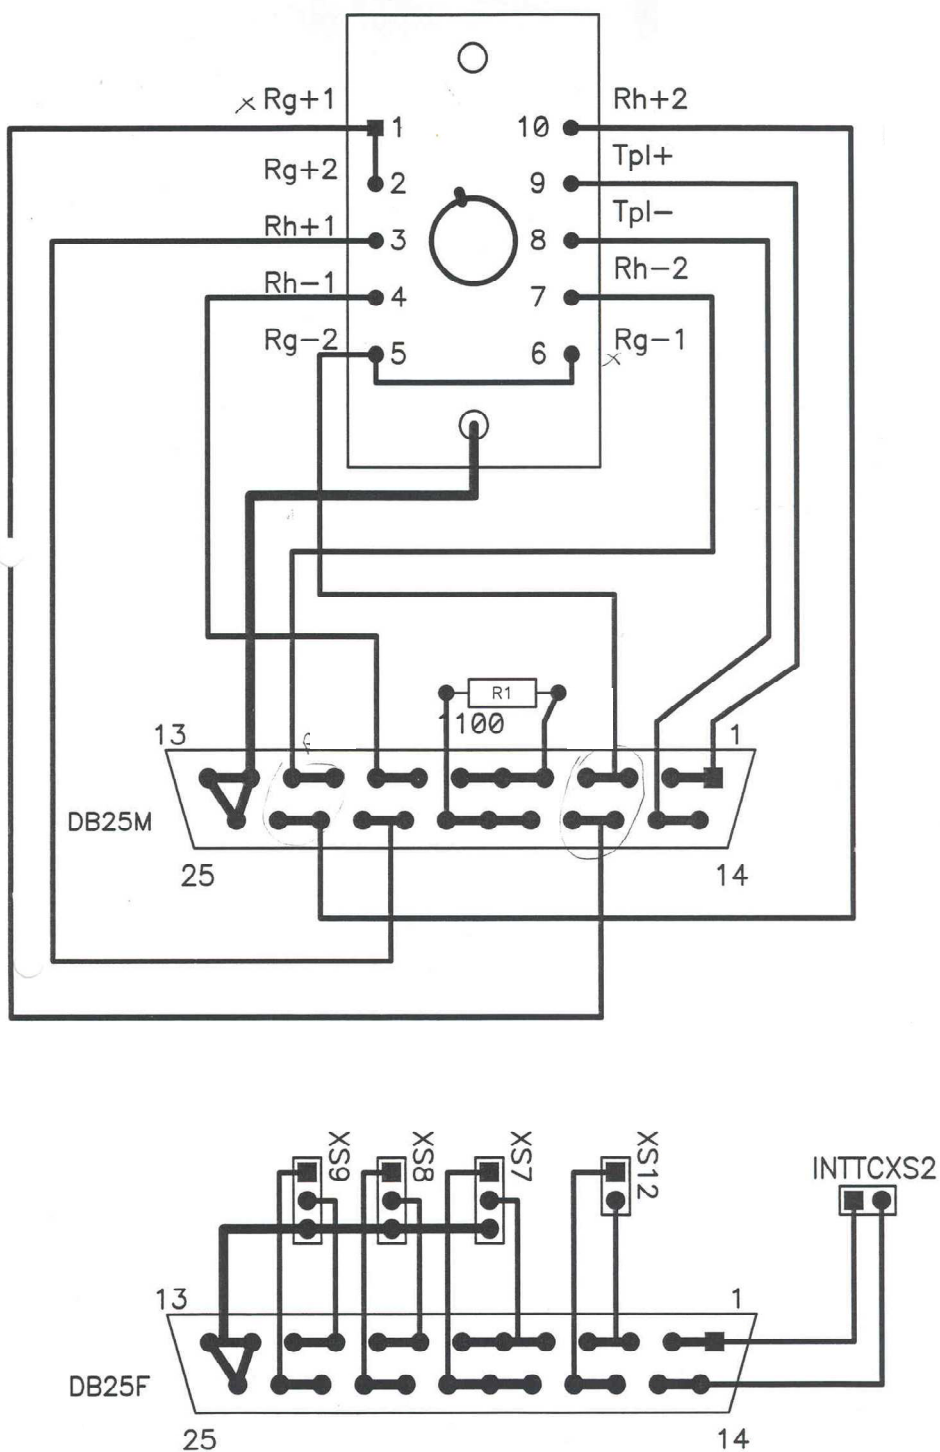 Rg+1
Rh+2
1
10
Tpl+
Rg+2
2
9
Tpl-
Rh+1
3
8
Rh-2
Rh-1
4
7
Rg-2
5
6
Rg-1
R1
1100
13
1
DB25M
25
14
XS9
XS8
XS7
XS12
INTTCXS2
13
1
DB25F
25
14